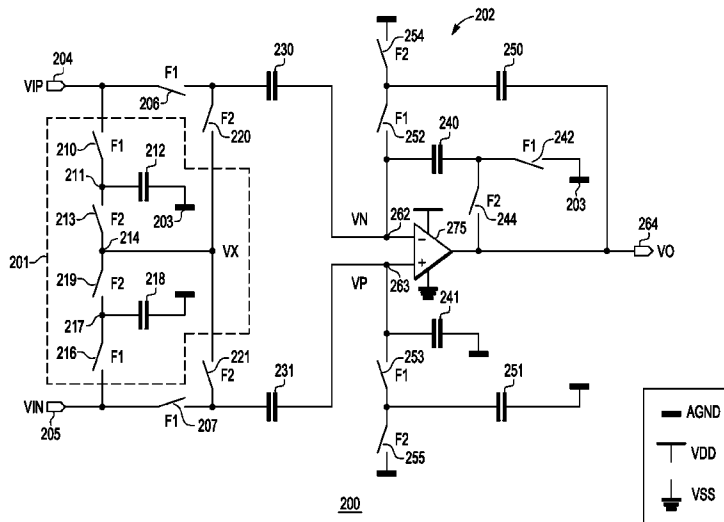 202
204
230
254
250
F2
VIP
F1
206
F2
220
F1
252
210
F1
212
240
F1
242
211
203
F2
244
203
213
F2
214
VN
262
275
264
201
VX
VO
219
F2
218
VP
263
217
241
216
F1
221
F2
231
253
F1
251
VIN
205
F1
207
F2
255
AGND
VDD
VSS
200